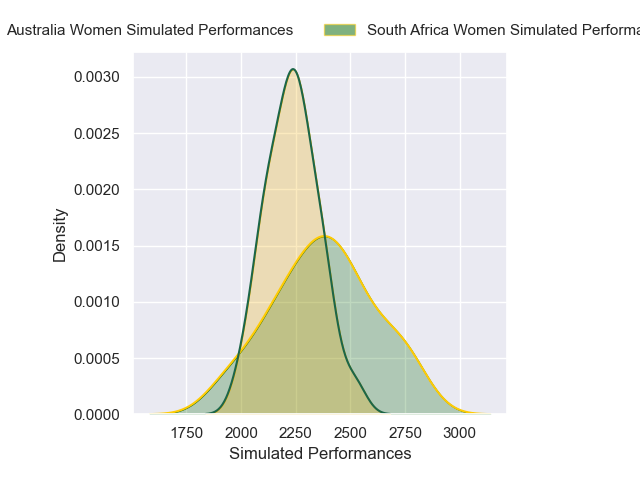 Australia Women Simulated Performances
South Africa Women Simulated Performa
0.0030
0.0025
0.0020
0.0015
0.0010
0.0005
0.0000
Density
1750 2000 2250 2500 2750 3000
Simulated Performances